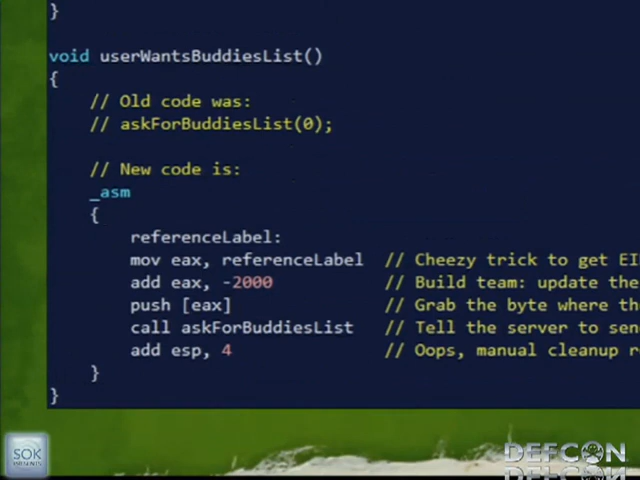 }
void userWantsBuddiesList()
{
// Old code was:
// askForBuddiesList(0);
// New code is:
_asm
{
referenceLabel:
mov eax, referenceLabel // Cheezy trick to get EI
add eax, -2000 // Build team: update the
push [eax] // Grab the byte where th
call askForBuddiesList // Tell the server to sen
add esp, 4 // Oops, manual cleanup r
}
}
SOK
PRESENTS
DEFCON